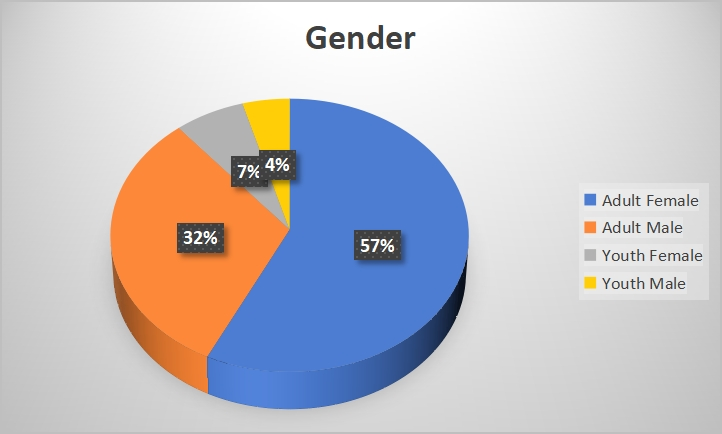 Gender
7%
4%
32%
57%
Adult Female
Adult Male
Youth Female
Youth Male